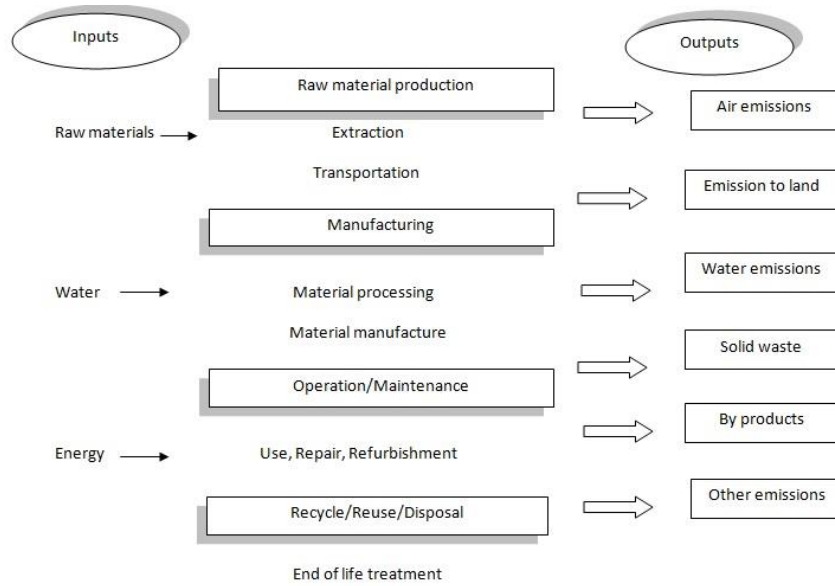 Inputs
Outputs
Raw material production
Air emissions
Raw materials
Extraction
Transportation
Emission to land
Manufacturing
Water emissions
Water
Material processing
Material manufacture
Solid waste
Operation/Maintenance
By products
Energy
Use, Repair, Refurbishment
Other emissions
Recycle/Reuse/Disposal
End of life treatment